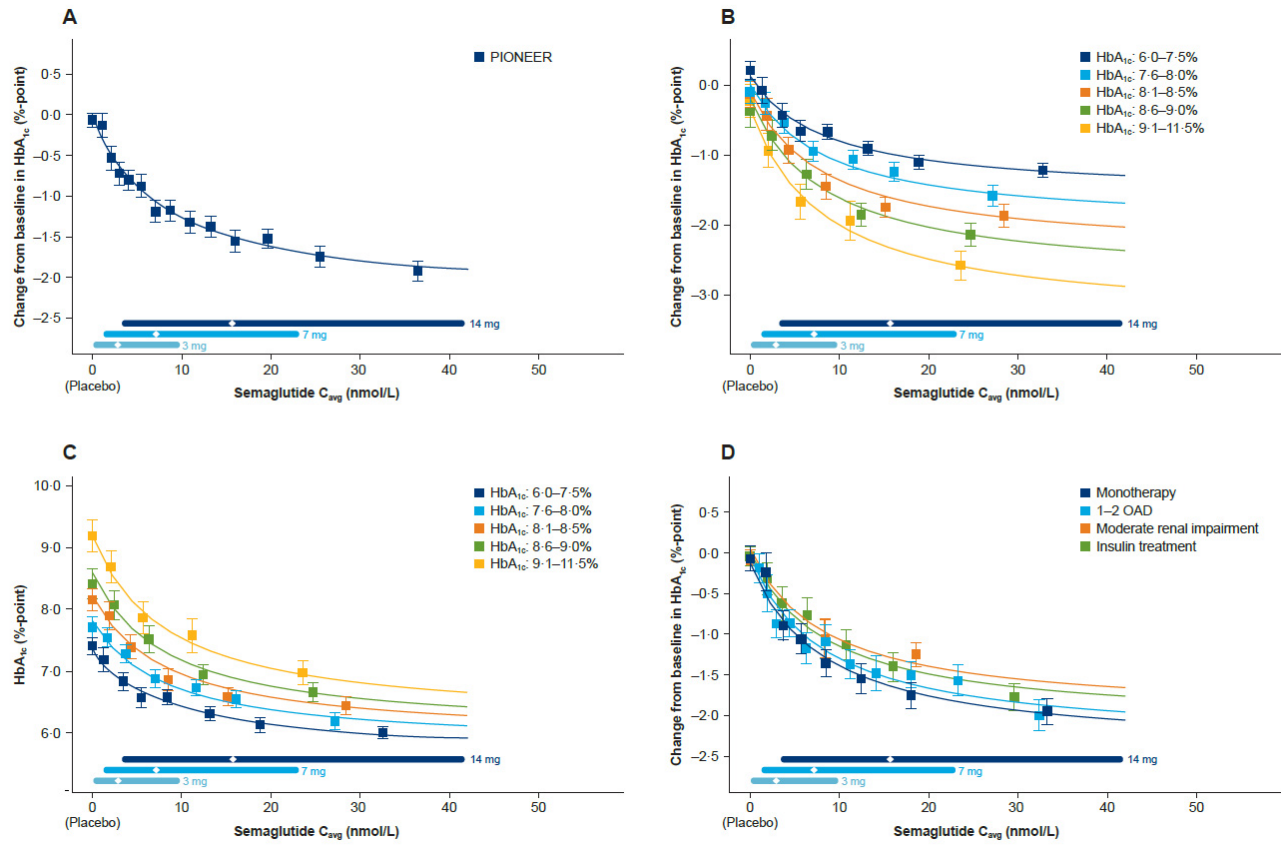 A
Change from baseline in HbA1c (%-point)
0·5
0·0
–0·5
–1·0
–1·5
–2·0
–2·5
PIONEER
14 mg
7 mg
3 mg
0 10 20 30 40 50
(Placebo)
Semaglutide Cavg (nmol/L)
B
Change from baseline in HbA1c (%-point)
0·0
–1·0
–2·0
–3·0
HbA1c: 6·0–7·5%
HbA1c: 7·6–8·0%
HbA1c: 8·1–8·5%
HbA1c: 8·6–9·0%
HbA1c: 9·1–11·5%
14 mg
7 mg
3 mg
0 10 20 30 40 50
(Placebo)
Semaglutide Cavg (nmol/L)
C
HbA1c (%-point)
10·0
9·0
8·0
7·0
6·0
-
HbA1c: 6·0–7·5%
HbA1c: 7·6–8·0%
HbA1c: 8·1–8·5%
HbA1c: 8·6–9·0%
HbA1c: 9·1–11·5%
14 mg
7 mg
3 mg
0 10 20 30 40 50
(Placebo)
Semaglutide Cavg (nmol/L)
D
Change from baseline in HbA1c (%-point)
0·5
0·0
–0·5
–1·0
–1·5
–2·0
–2·5
Monotherapy
1–2 OAD
Moderate renal impairment
Insulin treatment
14 mg
7 mg
3 mg
0 10 20 30 40 50
(Placebo)
Semaglutide Cavg (nmol/L)